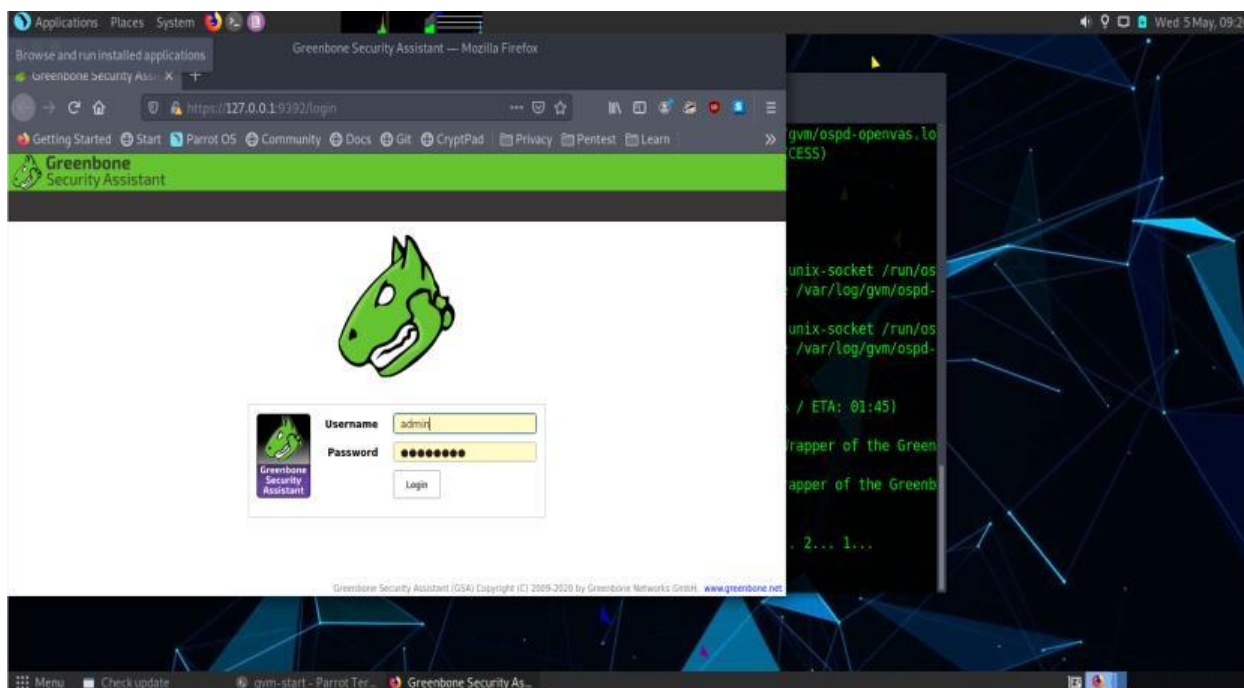 Applications Places System
Wed 5 May, 09:2
Browse and run installed applications
Greenbone Security Assistant — Mozilla Firefox
Greenbone Security Assi
https://127.0.0.1:9392/login
Getting Started Start Parrot OS Community Docs Git CryptPad Privacy Pentest Learn
Greenbone
Security Assistant
gvm/ospd-openvas.lo
CESS)
unix-socket /run/os
/var/log/gvm/ospd-
unix-socket /run/os
/var/log/gvm/ospd-
/ ETA: 01:45)
rapper of the Green
apper of the Greenb
. 2... 1...
Username admin
Password ●●●●●●●●
Greenbone
Security
Assistant
Login
Greenbone Security Assistant (GSA) Copyright (C) 2009-2020 by Greenbone Networks GmbH, www.greenbone.net
Menu Check update gvm-start - Parrot Ter... Greenbone Security As...